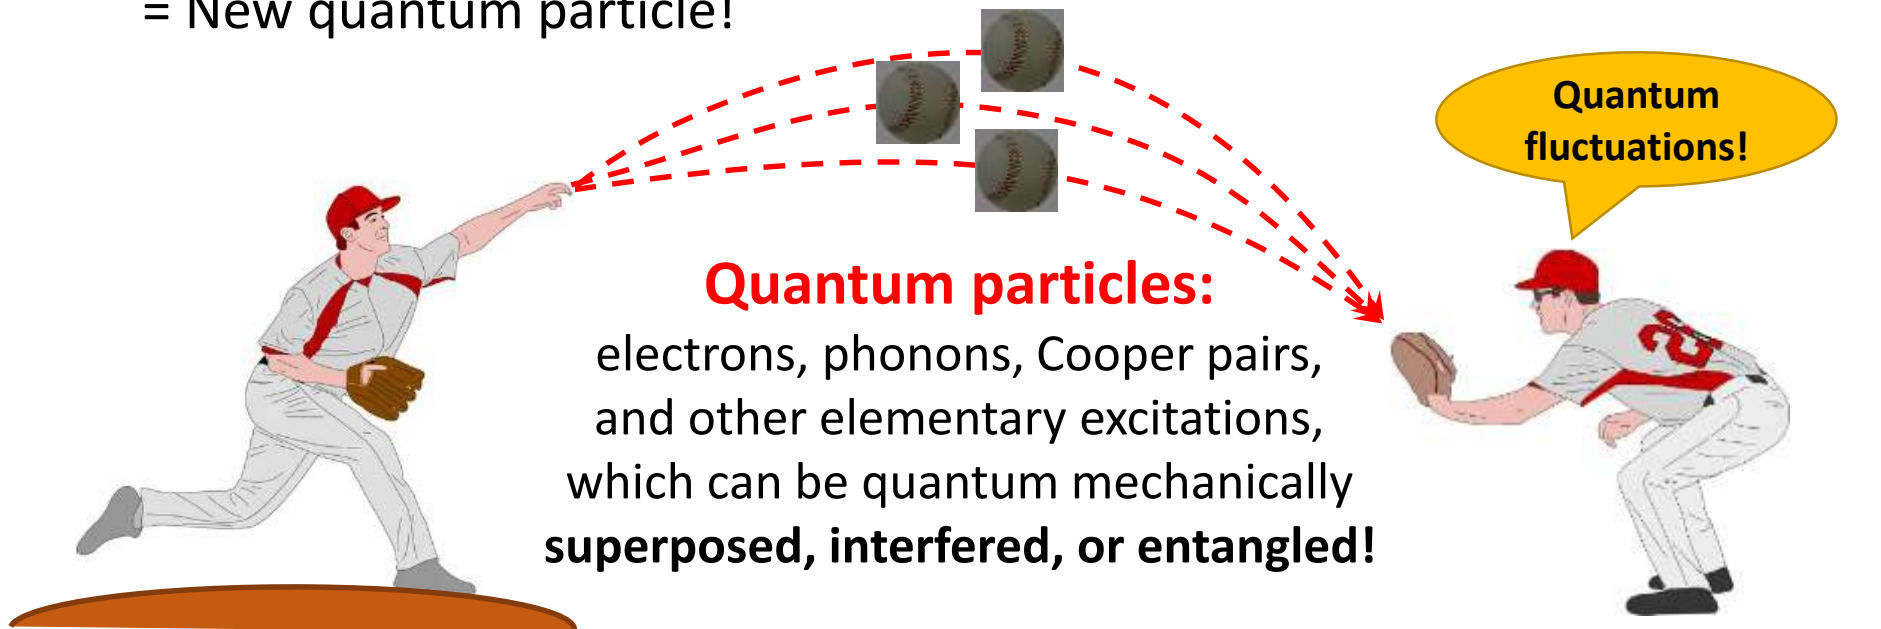 = New quantum particle!
Quantum
fluctuations!
Quantum particles:
electrons, phonons, Cooper pairs,
and other elementary excitations,
which can be quantum mechanically
superposed, interfered, or entangled!